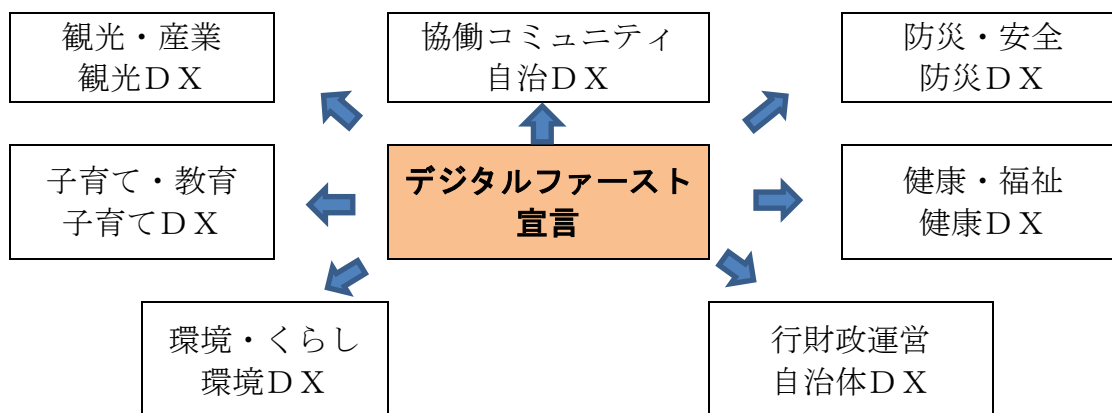 観光・産業
観光ＤＸ
協働コミュニティ
自治ＤＸ
防災・安全
防災ＤＸ
子育て・教育
子育てＤＸ
デジタルファースト
宣言
健康・福祉
健康ＤＸ
環境・くらし
環境ＤＸ
行財政運営
自治体ＤＸ